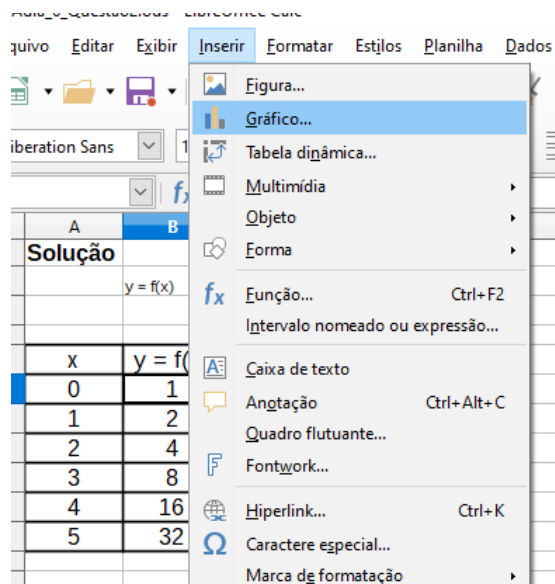 Aula_6_Questao2.ods - LibreOffice Calc
quivo Editar Exibir Inserir Formatar Estilos Planilha Dados
Figura...
iberation Sans
Gráfico...
Tabela dinâmica...
Multimídia
Objeto
Forma
Função... Ctrl+F2
Intervalo nomeado ou expressão...
Caixa de texto
Anotação Ctrl+Alt+C
Quadro flutuante...
Fontwork...
Hiperlink... Ctrl+K
Caractere especial...
Marca de formatação
A B
Solução
y = f(x)
x y = f(
0 1
1 2
2 4
3 8
4 16
5 32